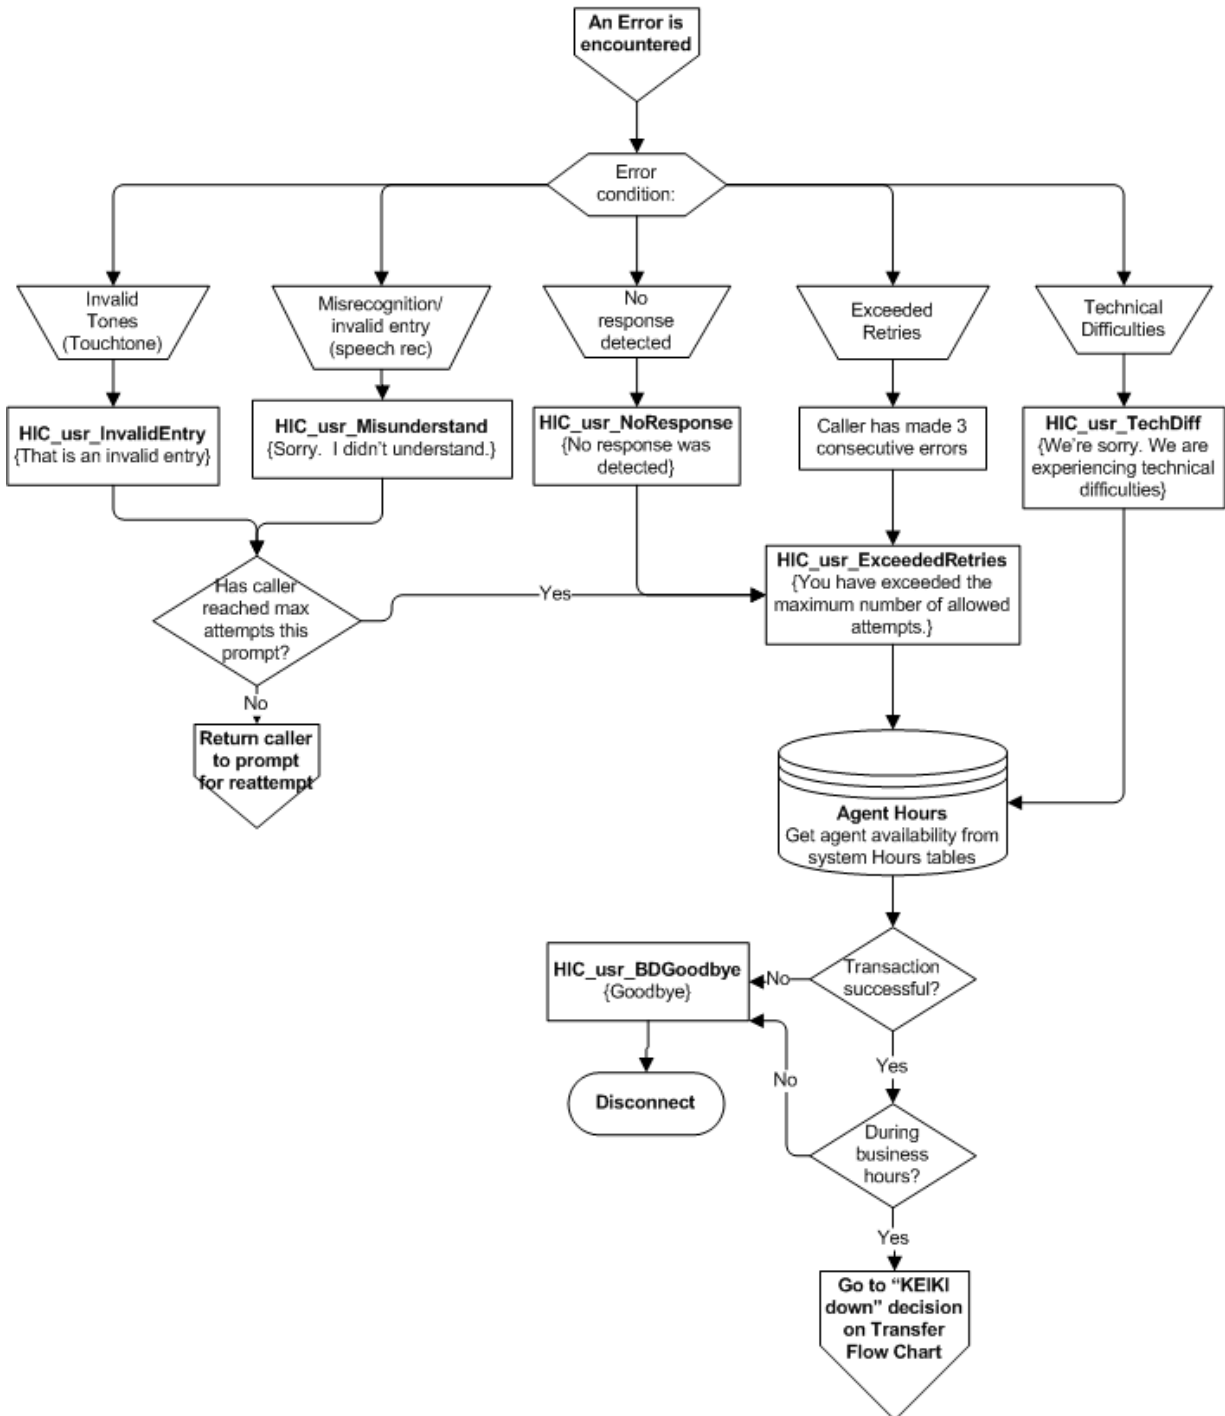 An Error is
encountered
Error
condition:
Invalid
Tones
(Touchtone)
Misrecognition/
invalid entry
(speech rec)
No
response
detected
Exceeded
Retries
Technical
Difficulties
HIC_usr_InvalidEntry
{That is an invalid entry}
HIC_usr_Misunderstand
{Sorry.  I didn't understand.}
HIC_usr_NoResponse
{No response was
detected}
Caller has made 3
consecutive errors
HIC_usr_TechDiff
{We're sorry. We are
experiencing technical
difficulties}
Has caller
reached max
attempts this
prompt?
Yes
HIC_usr_ExceededRetries
{You have exceeded the
maximum number of allowed
attempts.}
No
Return caller
to prompt
for reattempt
Agent Hours
Get agent availability from
system Hours tables
HIC_usr_BDGoodbye
{Goodbye}
No
Transaction
successful?
Yes
No
Disconnect
During
business
hours?
Yes
Go to “KEIKI
down” decision
on Transfer
Flow Chart